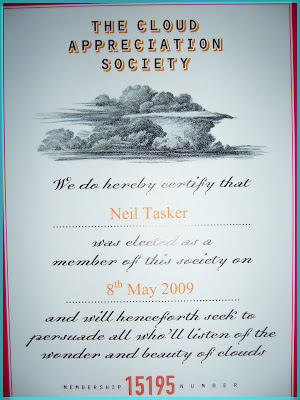 THE CLOUD
APPRECIATION
SOCIETY
We do hereby certify that
Neil Tasker
was elected as a
member of this society on
8th May 2009
and will henceforth seek to
persuade all who'll listen of the
wonder and beauty of clouds
MEMBERSHIP 15195 NUMBER